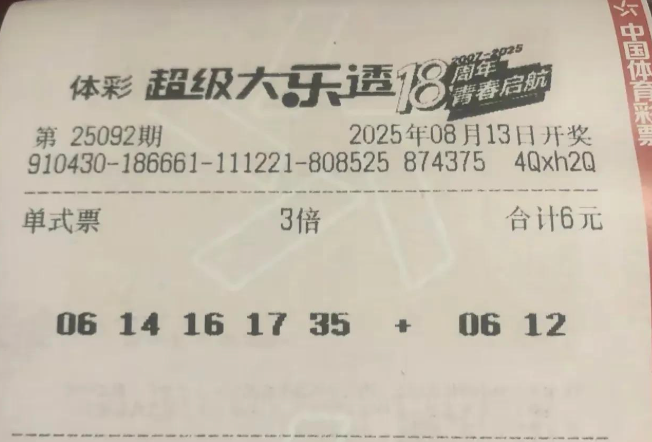 体彩 超级大乐透 18 2007-2025 周年 青春启航
第 25092期 2025年08月13日开奖
910430-186661-111221-808525 874375 4Qxh2Q
单式票 3倍 合计6元
06 14 16 17 35 + 06 12
中国体育彩票